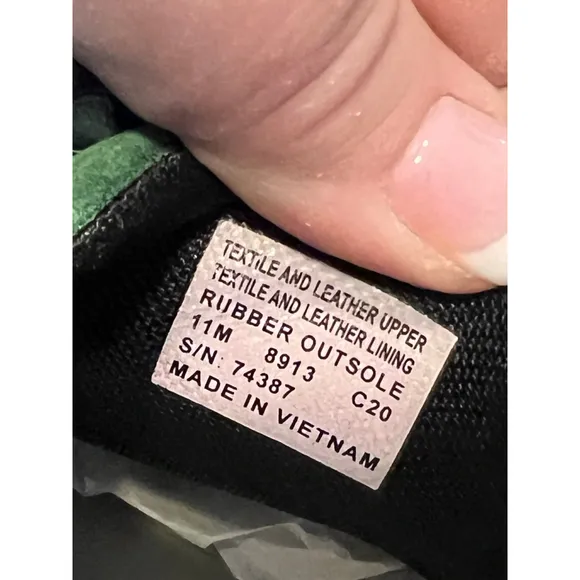 TEXTILE AND LEATHER UPPER
TEXTILE AND LEATHER LINING
RUBBER OUTSOLE
11M 8913 C20
S/N: 74387
MADE IN VIETNAM